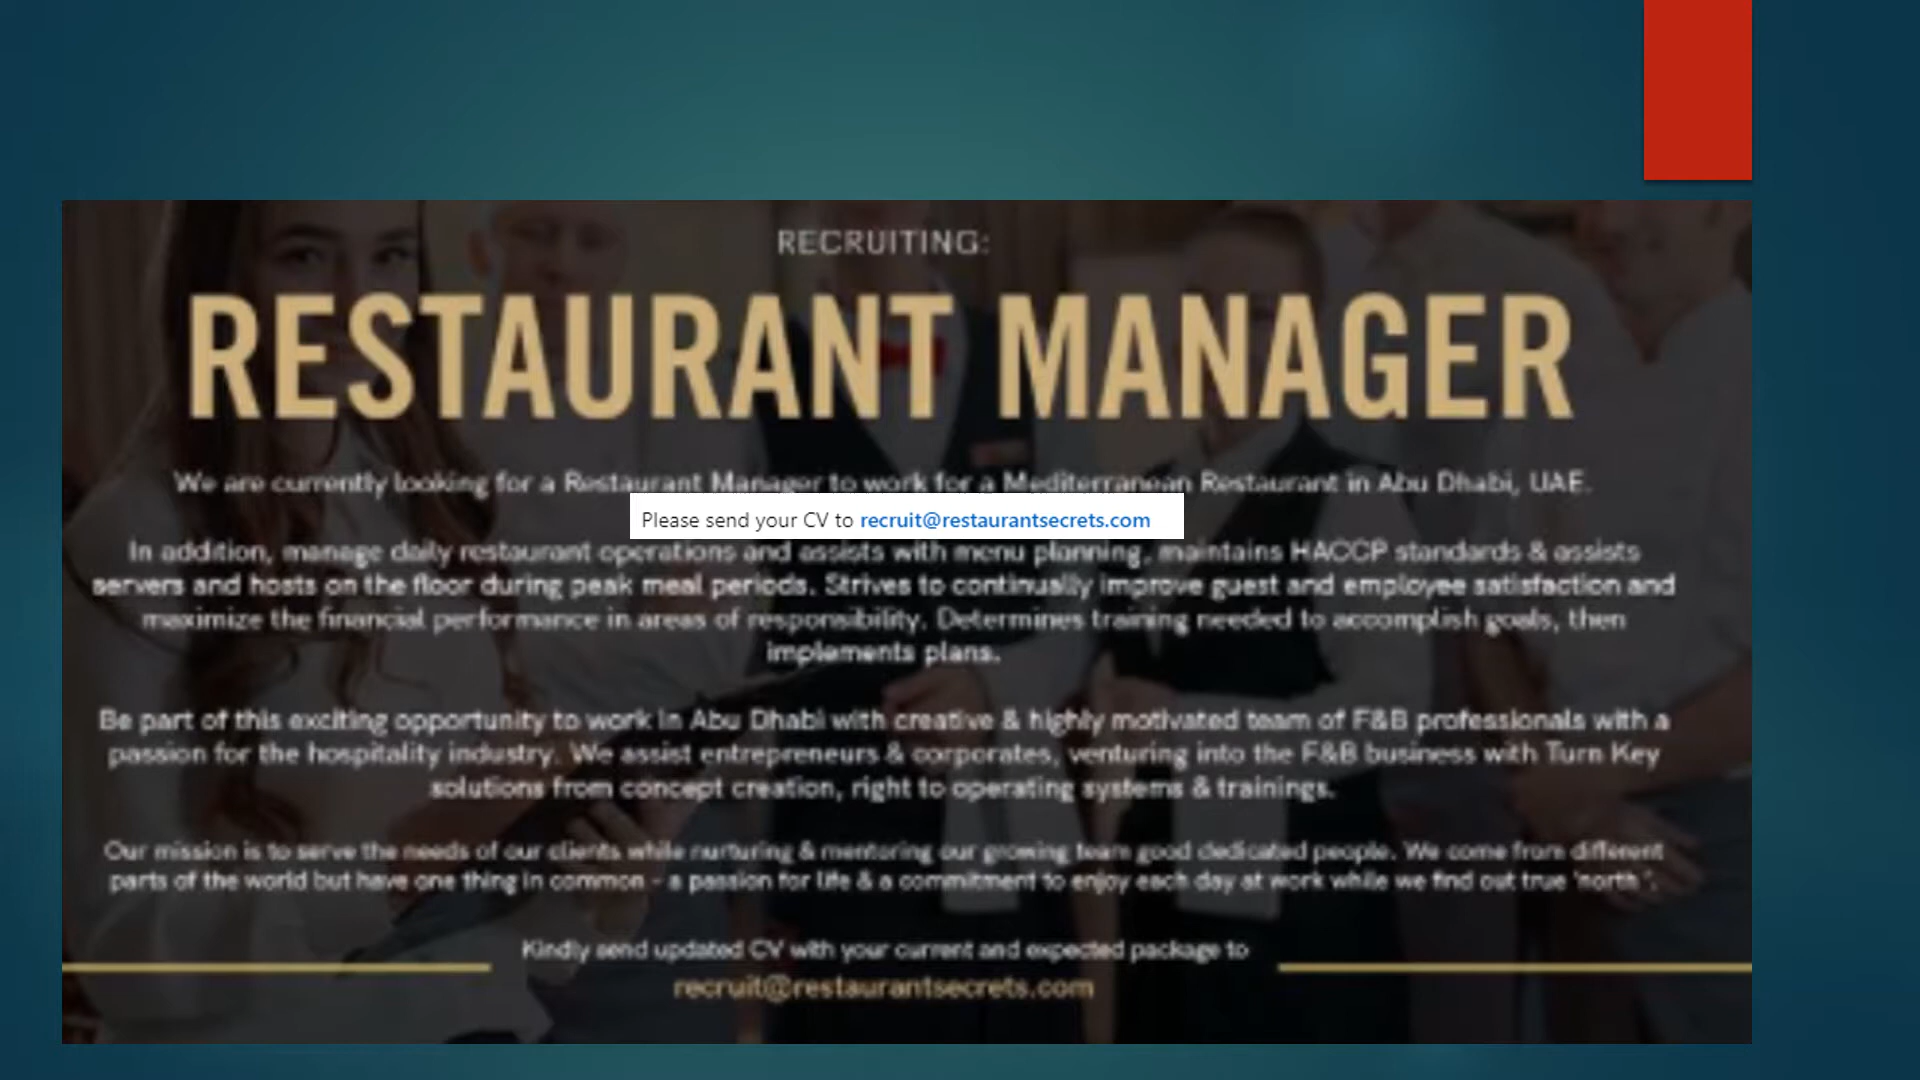 RECRUITING:
RESTAURANT MANAGER
We are currently looking for a Restaurant Manager to work for a Mediterranean Restaurant in Abu Dhabi, UAE.
Please send your CV to recruit@restaurantsecrets.com
In addition, manage daily restaurant operations and assists with menu planning, maintains HACCP standards & assists
servers and hosts on the floor during peak meal periods. Strives to continually improve guest and employee satisfaction and
maximize the financial performance in areas of responsibility. Determines training needed to accomplish goals, then
implements plans.
Be part of this exciting opportunity to work in Abu Dhabi with creative & highly motivated team of F&B professionals with a
passion for the hospitality industry. We assist entrepreneurs & corporates, venturing into the F&B business with Turn Key
solutions from concept creation, right to operating systems & trainings.
Our mission is to serve the needs of our clients while nurturing & mentoring our growing team good dedicated people. We come from different
parts of the world but have one thing in common - a passion for life & a commitment to enjoy each day at work while we find out true 'north '.
Kindly send updated CV with your current and expected package to
recruit@restaurantsecrets.com